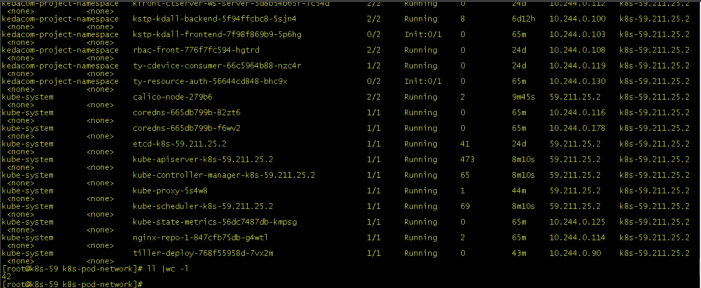 kedacom-project-namespace kfront-ctserver-ws-server-5d6b54b65f-fc54d 2/2 Running 0 24d 10.244.0.112 k8s-59.211.25.2
<none> <none>
kedacom-project-namespace kstp-kdall-backend-5f94ffcbc8-5sjn4 2/2 Running 8 6d12h 10.244.0.100 k8s-59.211.25.2
<none> <none>
kedacom-project-namespace kstp-kdall-frontend-7f98f869b9-5p6hg 0/2 Init:0/1 0 65m 10.244.0.103 k8s-59.211.25.2
<none> <none>
kedacom-project-namespace rbac-front-776f7fc594-hgtrd 2/2 Running 0 24d 10.244.0.108 k8s-59.211.25.2
<none> <none>
kedacom-project-namespace ty-cdevice-consumer-66c5964b88-nzc4r 1/2 Running 0 24d 10.244.0.119 k8s-59.211.25.2
<none> <none>
kedacom-project-namespace ty-resource-auth-56644cd848-bhc9x 0/2 Init:0/1 0 65m 10.244.0.130 k8s-59.211.25.2
<none> <none>
kube-system calico-node-279b6 2/2 Running 2 9m45s 59.211.25.2 k8s-59.211.25.2
<none> <none>
kube-system coredns-665db799b-82zt6 1/1 Running 0 65m 10.244.0.116 k8s-59.211.25.2
<none> <none>
kube-system coredns-665db799b-f6wv2 1/1 Running 0 65m 10.244.0.178 k8s-59.211.25.2
<none> <none>
kube-system etcd-k8s-59.211.25.2 1/1 Running 41 24d 59.211.25.2 k8s-59.211.25.2
<none> <none>
kube-system kube-apiserver-k8s-59.211.25.2 1/1 Running 473 8m10s 59.211.25.2 k8s-59.211.25.2
<none> <none>
kube-system kube-controller-manager-k8s-59.211.25.2 1/1 Running 65 8m10s 59.211.25.2 k8s-59.211.25.2
<none> <none>
kube-system kube-proxy-5s4w8 1/1 Running 1 44m 59.211.25.2 k8s-59.211.25.2
<none> <none>
kube-system kube-scheduler-k8s-59.211.25.2 1/1 Running 69 8m10s 59.211.25.2 k8s-59.211.25.2
<none> <none>
kube-system kube-state-metrics-56dc7487db-kmpsg 1/1 Running 0 65m 10.244.0.125 k8s-59.211.25.2
<none> <none>
kube-system nginx-repo-1-847cfb75db-g4wtl 1/1 Running 2 65m 10.244.0.114 k8s-59.211.25.2
<none> <none>
kube-system tiller-deploy-768f55958d-7vx2m 1/1 Running 0 43m 10.244.0.90 k8s-59.211.25.2
<none> <none>
[root@k8s-59 k8s-pod-network]# ll |wc -l
42
[root@k8s-59 k8s-pod-network]#